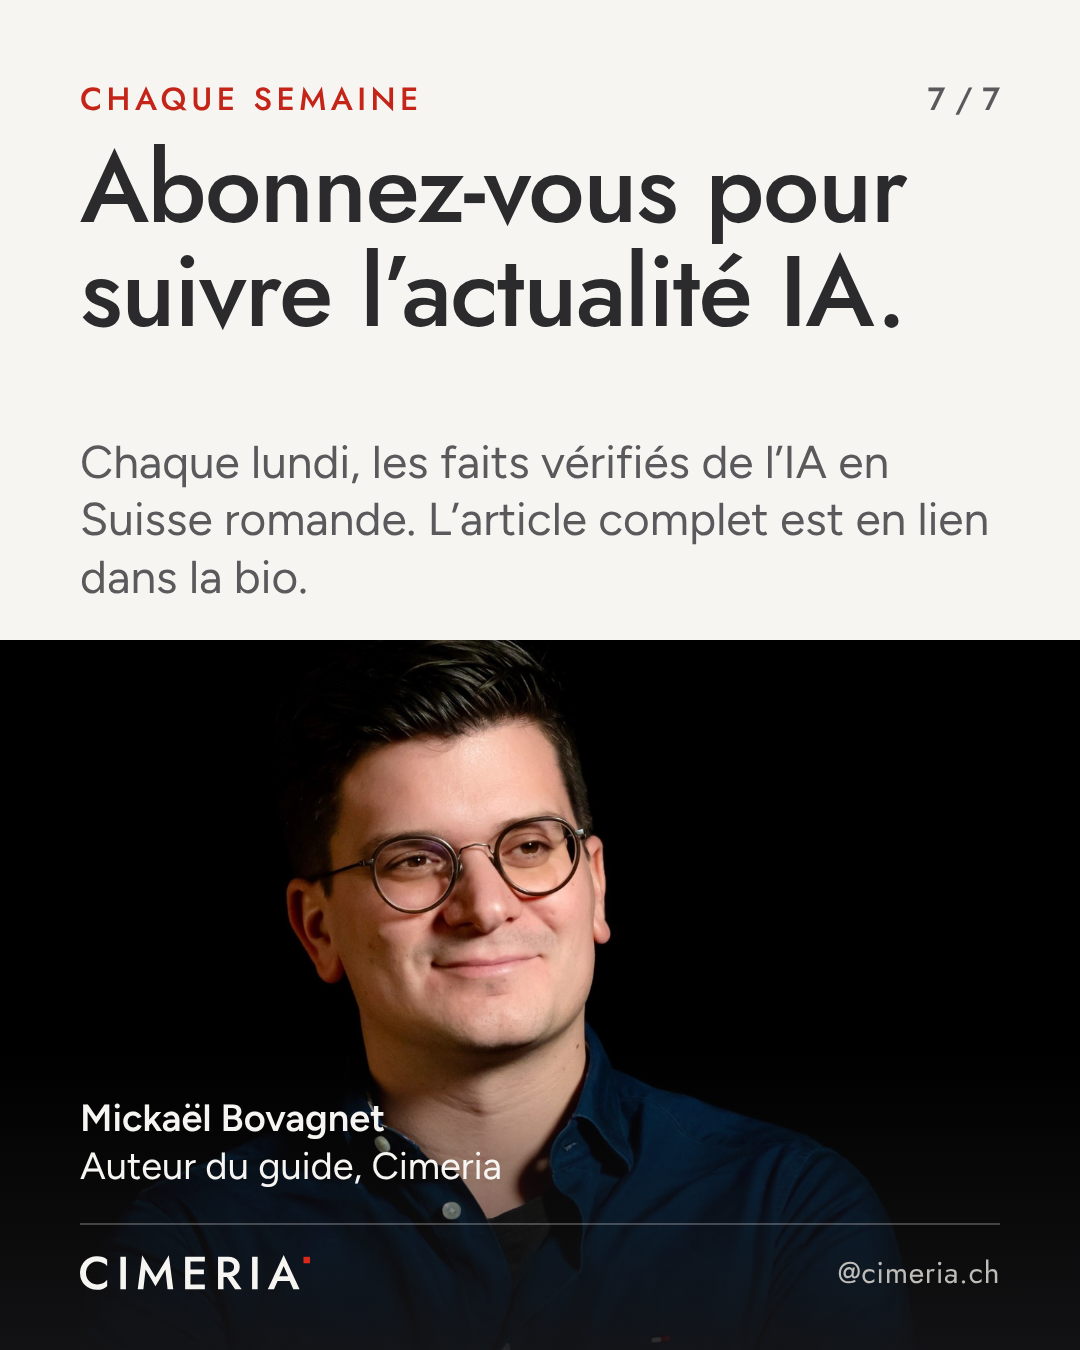 CHAQUE SEMAINE
7 / 7
Abonnez-vous pour
suivre l’actualité IA.
Chaque lundi, les faits vérifiés de l’IA en
Suisse romande. L’article complet est en lien
dans la bio.
Mickaël Bovagnet
Auteur du guide, Cimeria
CIMERIA
@cimeria.ch